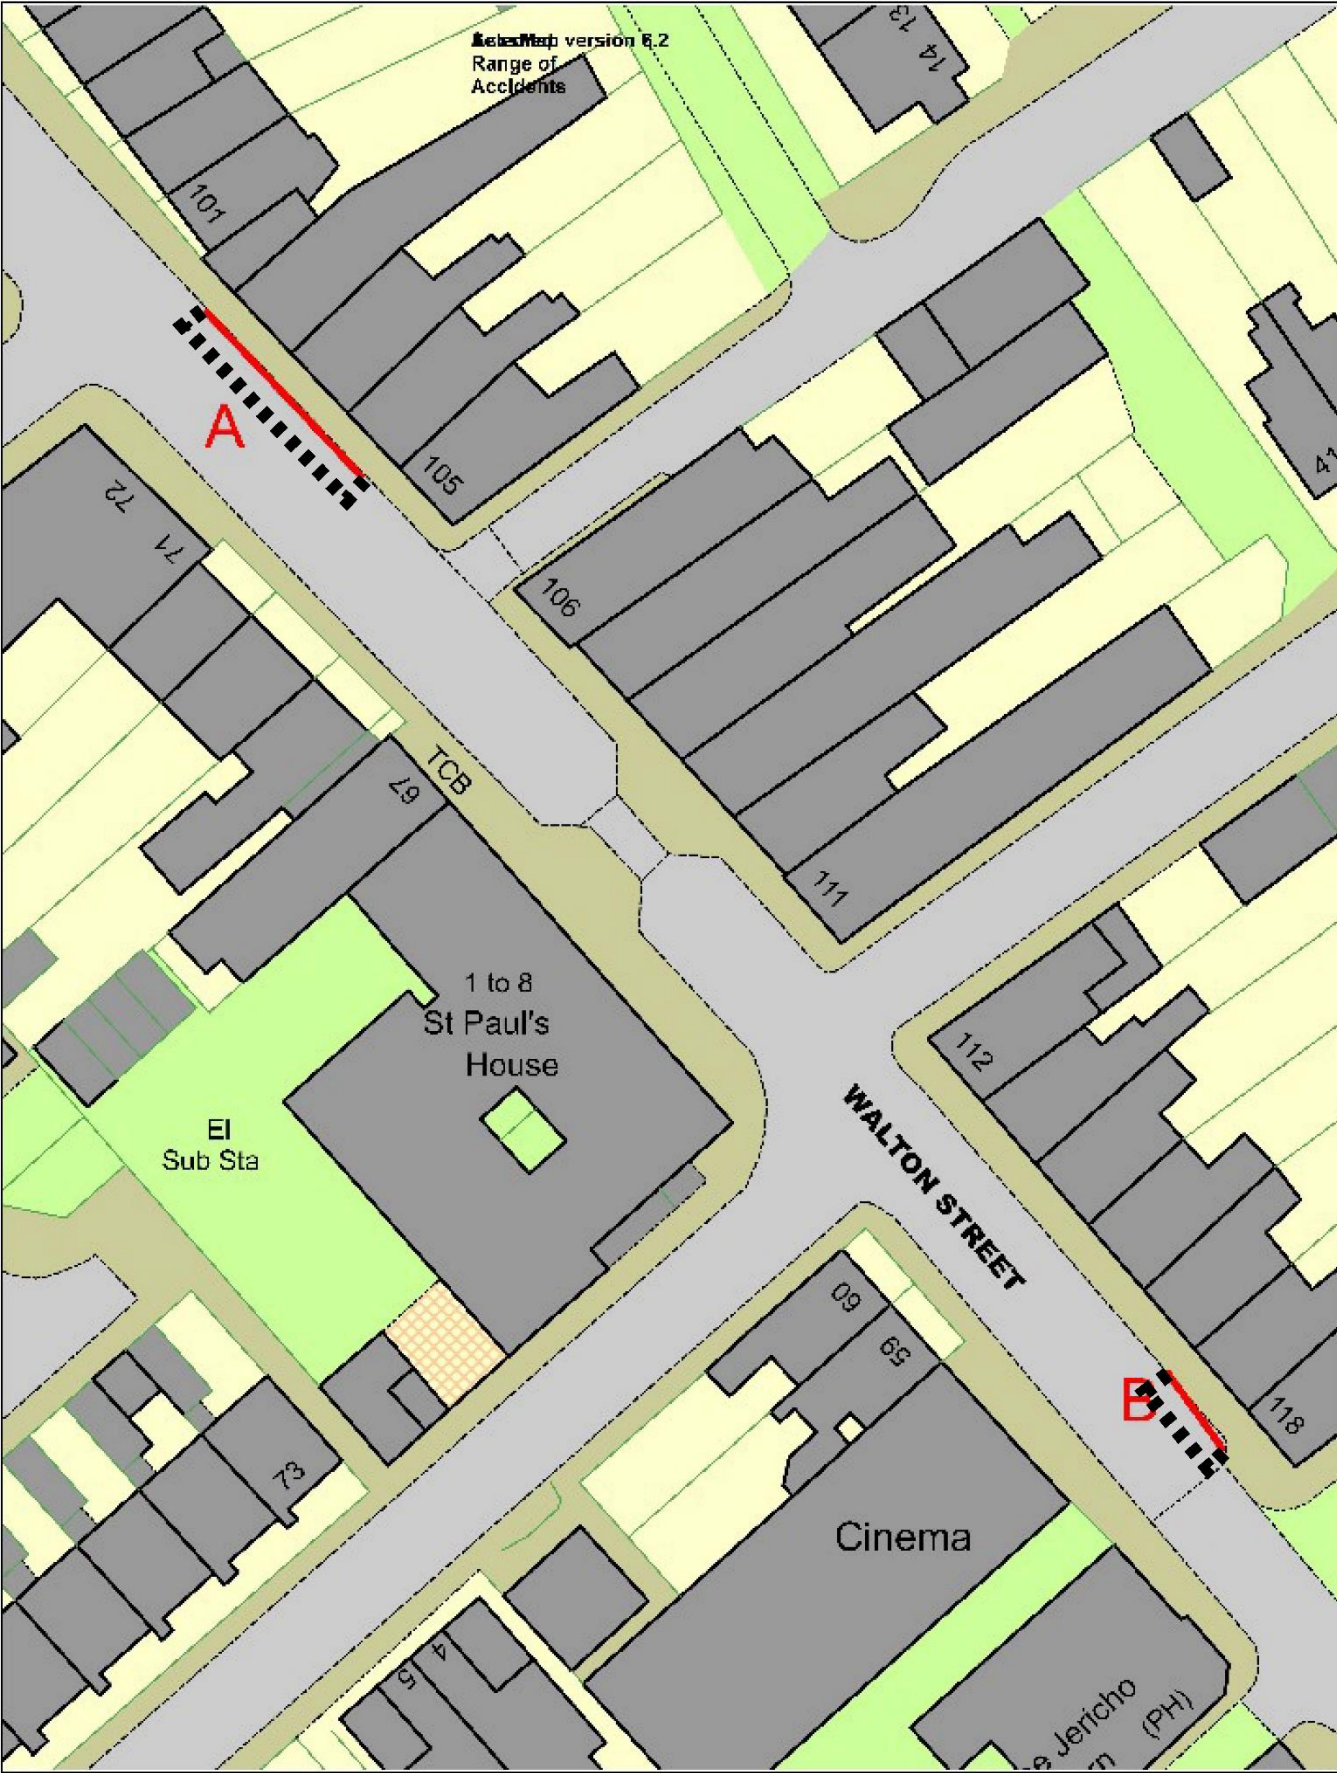 version 6.2
Range of
Accidents
13
14
101
A
105
72
71
106
41
TCB
67
111
1 to 8
St Paul's
House
112
El
Sub Sta
WALTON STREET
60
59
B
118
73
Cinema
4
5
Jericho
(PH)